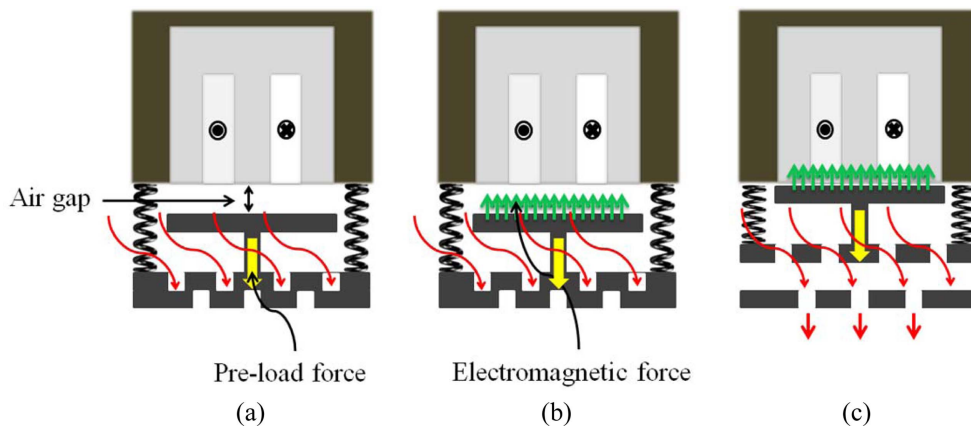 Air gap
Pre-load force
Electromagnetic force
(a)
(b)
(c)